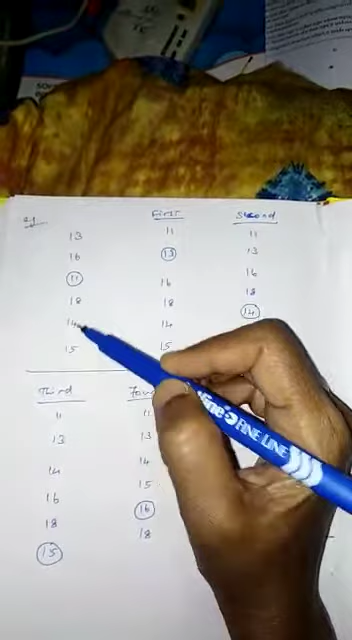 First Second
13 11 11
16 13 13
11 16 16
18 18 18
14 14 14
15 15
Third
11 11
13 13
14 14
16 15
18 16
15 18
FINE LINE